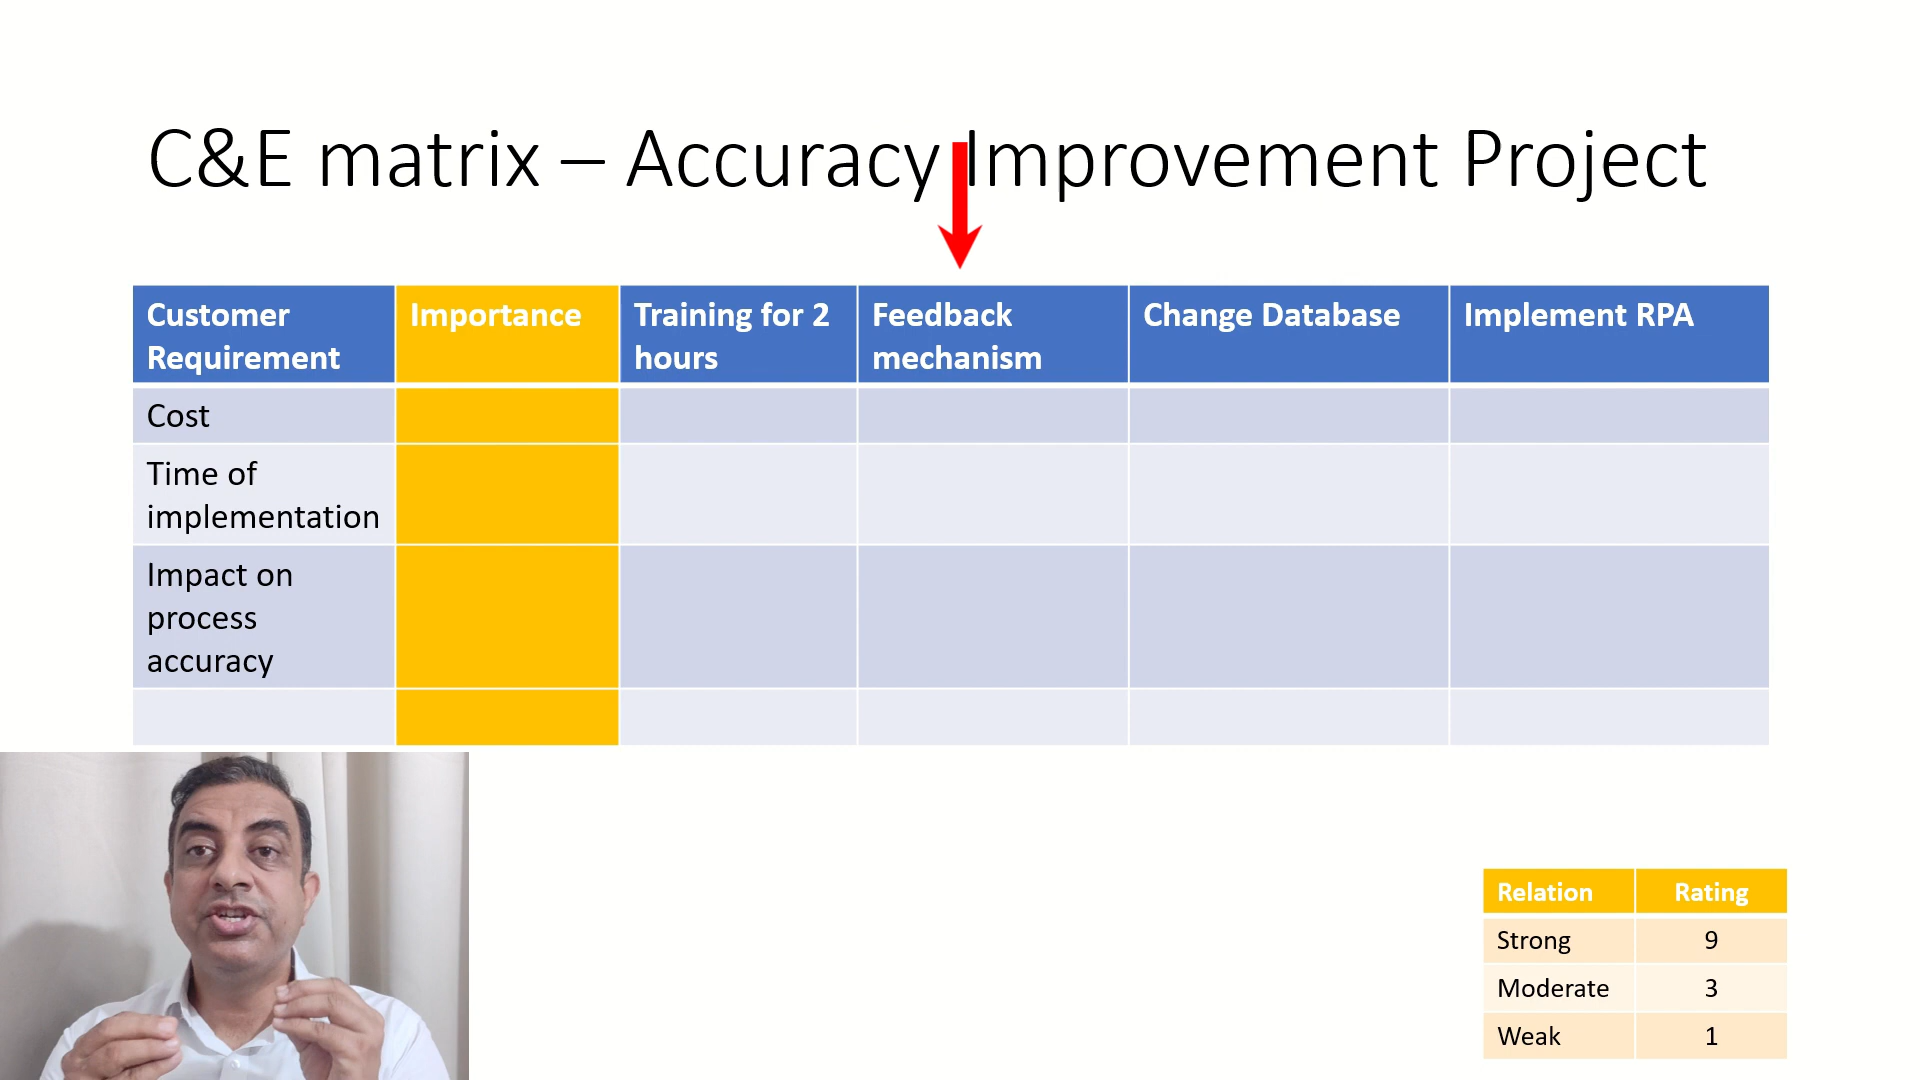 C&E matrix – Accuracy Improvement Project
Customer Requirement
Importance
Training for 2 hours
Feedback mechanism
Change Database
Implement RPA
Cost
Time of
implementation
Impact on
process
accuracy
Relation Rating
Strong 9
Moderate 3
Weak 1